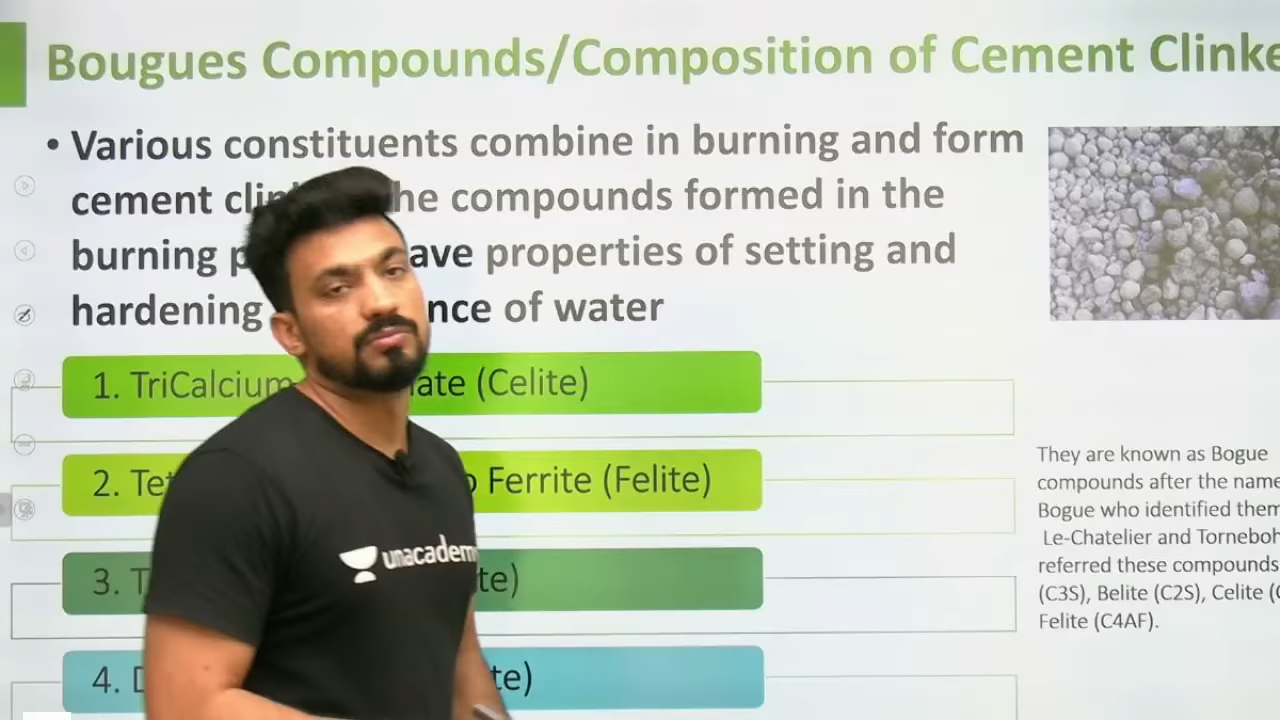 Bougues Compounds/Composition of Cement Clinke
• Various constituents combine in burning and form
cement he compounds formed in the
burning ave properties of setting and
hardening nce of water
1. TriCalcium ate (Celite)
2. Te Ferrite (Felite)
3. T te)
4. te)
They are known as Bogue
compounds after the name
Bogue who identified them
Le-Chatelier and Torneboh
referred these compounds
(C3S), Belite (C2S), Celite (
Felite (C4AF).
unacadem